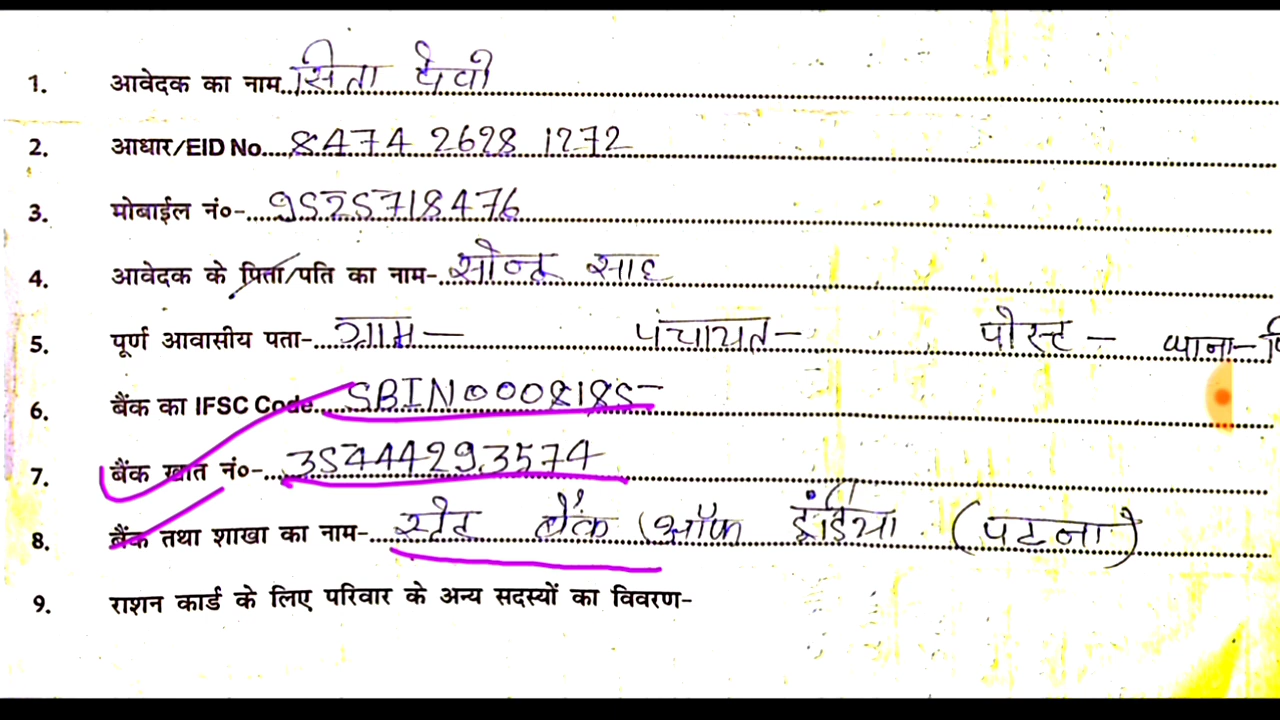 1. आवेदक का नाम सिता देवी
2. आधार/EID No. 8474 2628 1272
3. मोबाईल नं०- 9525718476
4. आवेदक के पिता/पति का नाम- सोनू साह
5. पूर्ण आवासीय पता- ग्राम- पंचायत- पोस्ट- थाना-
6. बैंक का IFSC Code SBIN0008185
7. बैंक खात नं०- 35444293574
8. बैंक तथा शाखा का नाम- स्टेट बैंक ऑफ इंडिया (पटना)
9. राशन कार्ड के लिए परिवार के अन्य सदस्यों का विवरण-